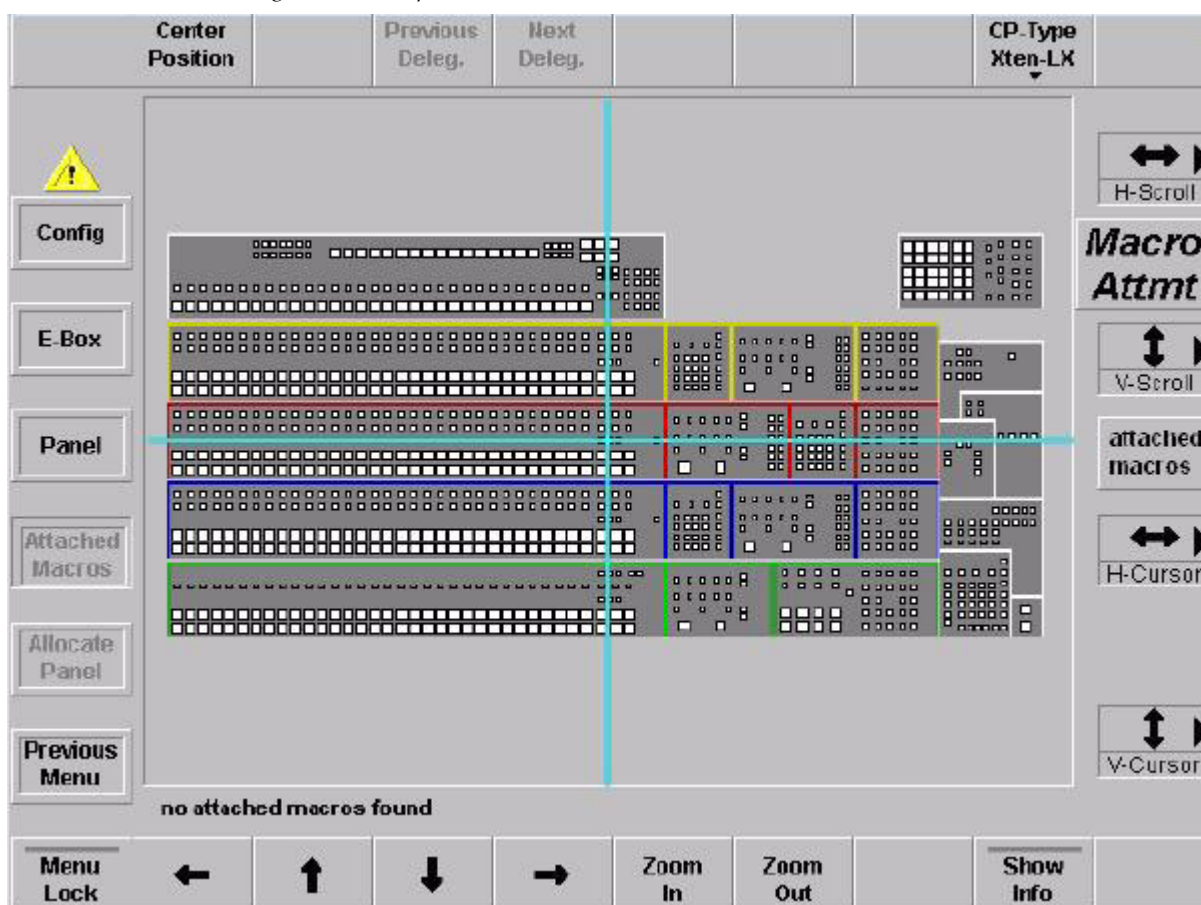 Center
Position
Previous
Deleg.
Next
Deleg.
CP-Type
Xten-LX
H-Scroll
Config
Macro
Attmt
E-Box
V-Scroll
Panel
attached
macros
Attached
Macros
H-Cursor
Allocate
Panel
Previous
Menu
V-Cursor
no attached macros found
Menu
Lock
Zoom
In
Zoom
Out
Show
Info